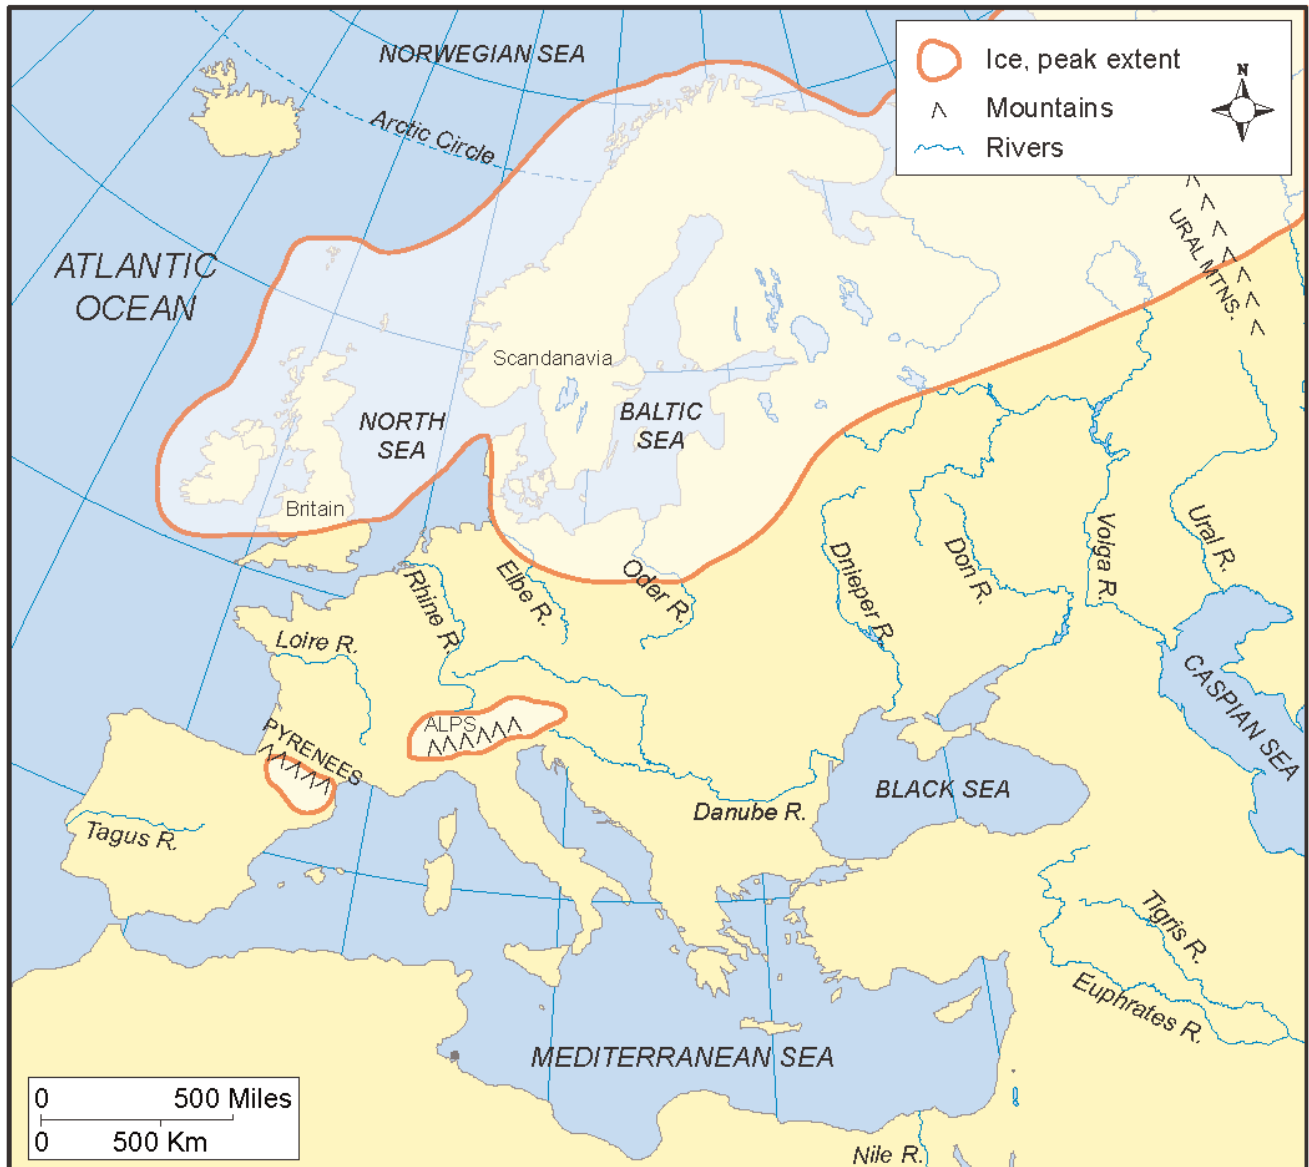 NORWEGIAN SEA
Ice, peak extent
N
Mountains
Rivers
Arctic Circle
URAL MTNS.
ATLANTIC
OCEAN
Scandanavia
NORTH
SEA
BALTIC
SEA
Britain
Rhine R.
Elbe R.
Oder R.
Dnieper R.
Don R.
Volga R.
Ural R.
Loire R.
CASPIAN SEA
ALPS
PYRENEES
BLACK SEA
Danube R.
Tagus R.
Tigris R.
Euphrates R.
MEDITERRANEAN SEA
0 500 Miles
0 500 Km
Nile R.